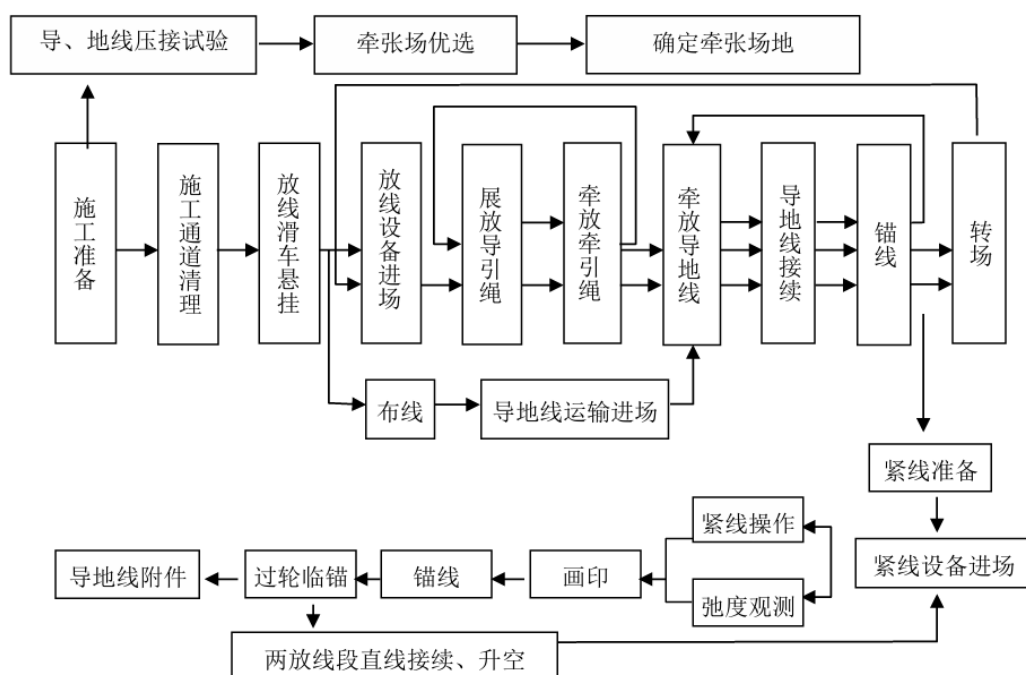 导、地线压接试验
牵张场优选
确定牵张场地
施工准备
施工通道清理
放线滑车悬挂
放线设备进场
展放导引绳
牵放牵引绳
牵放导地线
导地线接续
锚线
转场
布线
导地线运输进场
紧线准备
紧线操作
导地线附件
过轮临锚
锚线
画印
弛度观测
紧线设备进场
两放线段直线接续、升空